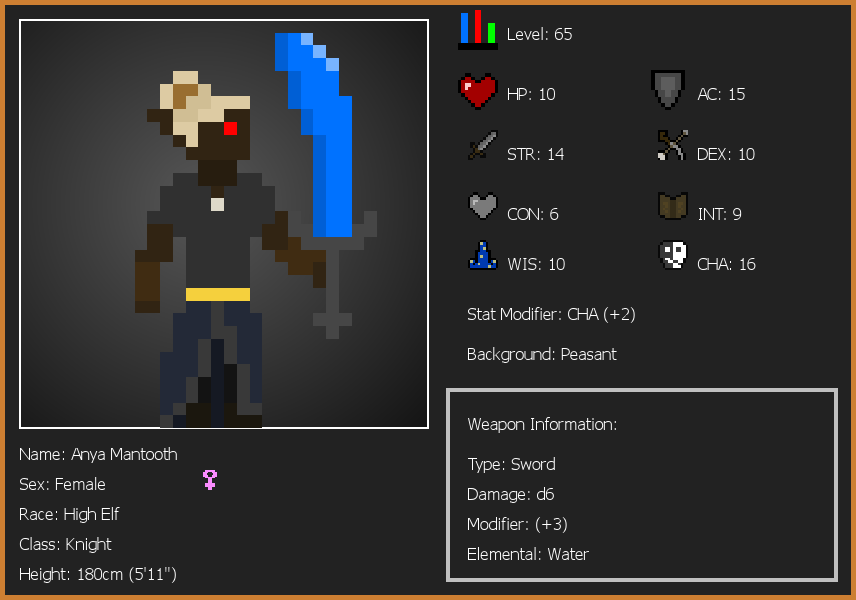 Level: 65
HP: 10
AC: 15
STR: 14
DEX: 10
CON: 6
INT: 9
WIS: 10
CHA: 16
Stat Modifier: CHA (+2)
Background: Peasant
Weapon Information:
Type: Sword
Damage: d6
Modifier: (+3)
Elemental: Water
Name: Anya Mantooth
Sex: Female
Race: High Elf
Class: Knight
Height: 180cm (5'11")